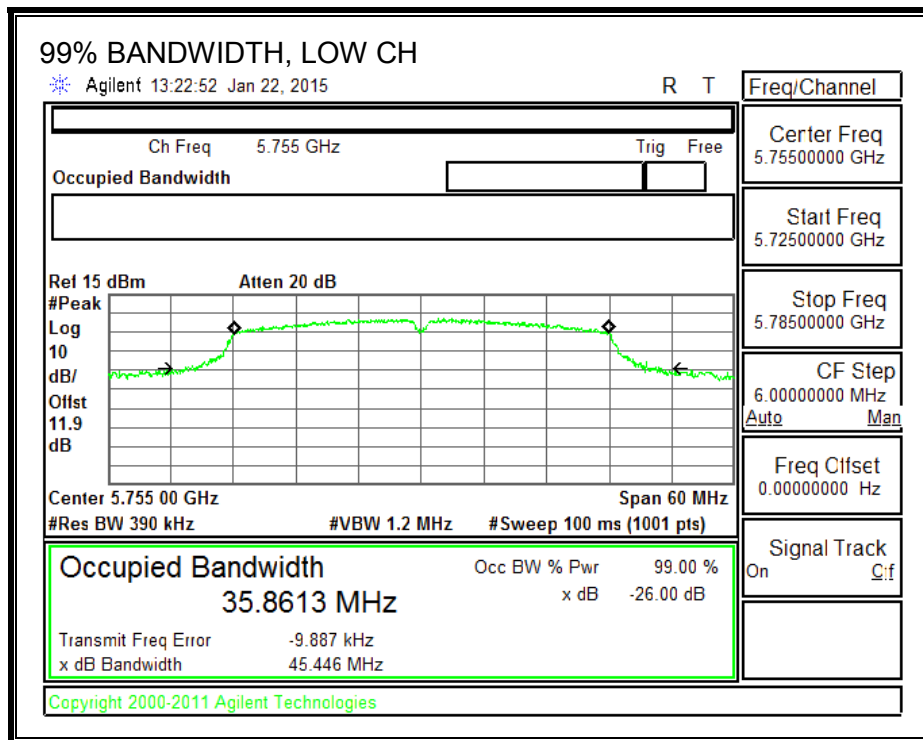 99% BANDWIDTH, LOW CH
Agilent 13:22:52 Jan 22, 2015 R T
Freq/Channel
Ch Freq 5.755 GHz Trig Free
Occupied Bandwidth
Center Freq
5.75500000 GHz
Start Freq
5.72500000 GHz
Stop Freq
5.78500000 GHz
CF Step
6.00000000 MHz
Auto Man
Freq Offset
0.00000000 Hz
Signal Track
On Off
Ref 15 dBm Atten 20 dB
#Peak
Log
10
dB/
Offst
11.9
dB
Center 5.755 00 GHz Span 60 MHz
#Res BW 390 kHz #VBW 1.2 MHz #Sweep 100 ms (1001 pts)
Occupied Bandwidth
35.8613 MHz
Occ BW % Pwr 99.00 %
x dB -26.00 dB
Transmit Freq Error -9.887 kHz
x dB Bandwidth 45.446 MHz
Copyright 2000-2011 Agilent Technologies